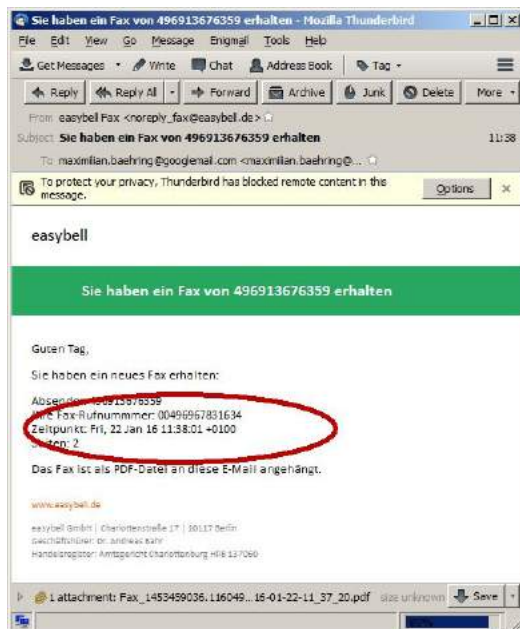 Sie haben ein Fax von 496913676359 erhalten - Mozilla Thunderbird
File Edit View Go Message Enigmail Tools Help
Get Messages Write Chat Address Book Tag
Reply Reply All Forward Archive Junk Delete More
From easybell Fax <noreply_fax@easybell.de>
Subject Sie haben ein Fax von 496913676359 erhalten 11:38
To maximilian.baehring@googlemail.com <maximilian.baehring@...
To protect your privacy, Thunderbird has blocked remote content in this message. Options
easybell
Sie haben ein Fax von 496913676359 erhalten
Guten Tag,
Sie haben ein neues Fax erhalten:
Absender: 496913676359
Ihre Fax-Rufnummmer: 00496967831634
Zeitpunkt: Fri, 22 Jan 16 11:38:01 +0100
Seiten: 2
Das Fax ist als PDF-Datei an diese E-Mail angehängt.
www.easybell.de
easybell GmbH | Charlottenstraße 17 | 10117 Berlin
Geschäftsführer: Dr. Andreas Bahr
Handelsregister: Amtsgericht Charlottenburg HRB 137060
1 attachment: Fax_1453459036.116049...16-01-22-11_37_20.pdf size unknown Save